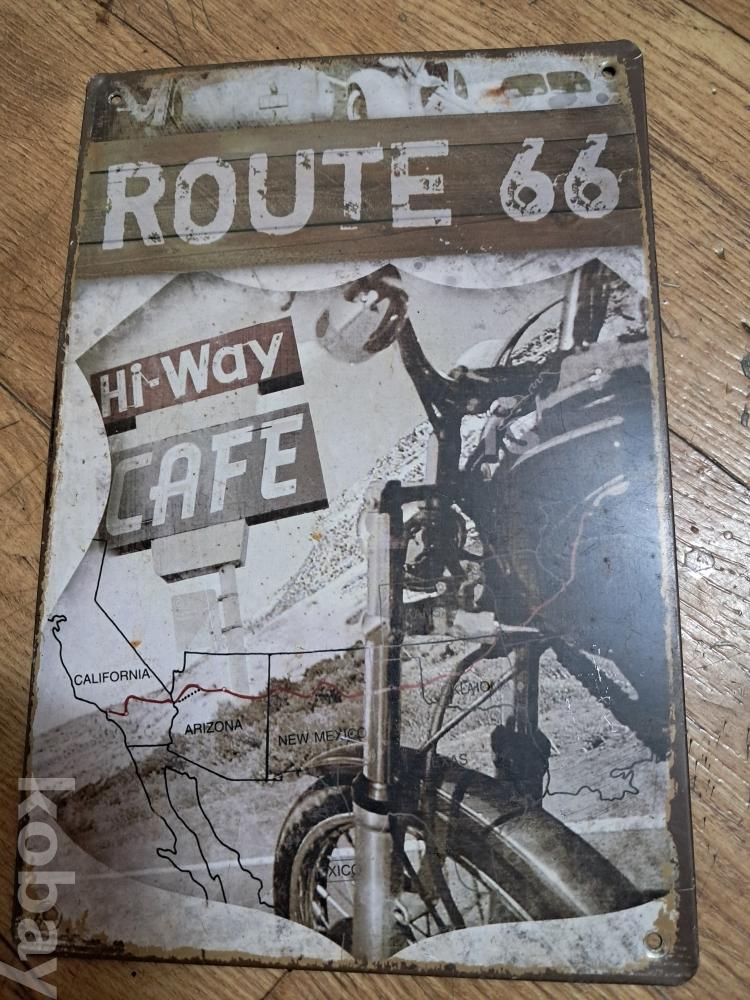 ROUTE 66
Hi-Way
CAFE
CALIFORNIA
ARIZONA
NEW MEXICO
kobay